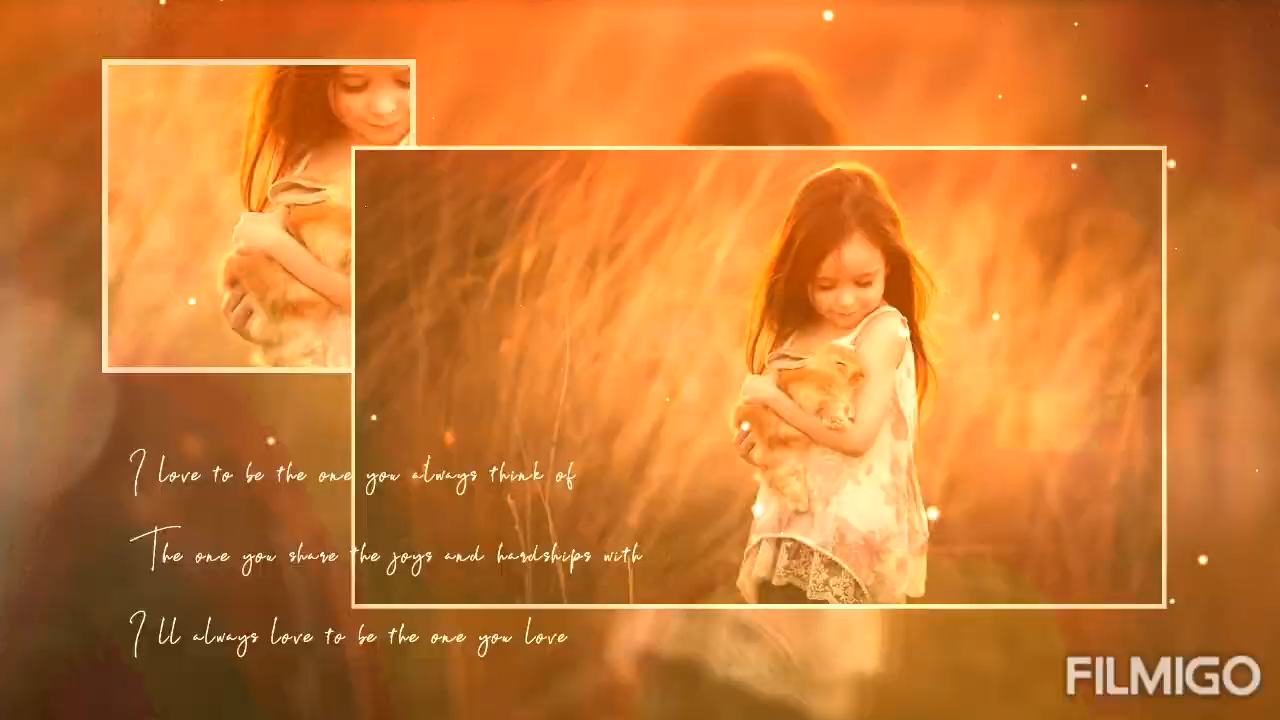 I love to be the one you always think of
The one you share the joys and hardships with
I ll always love to be the one you love
FILMIGO